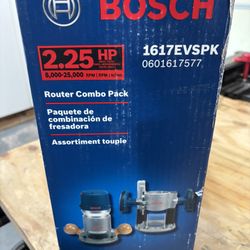 BOSCH
2.25 HP
1617EVSPK
8,000-25,000 RPM
0601617577
Router Combo Pack
Paquete de
combinación de
fresadora
Assortiment toupie